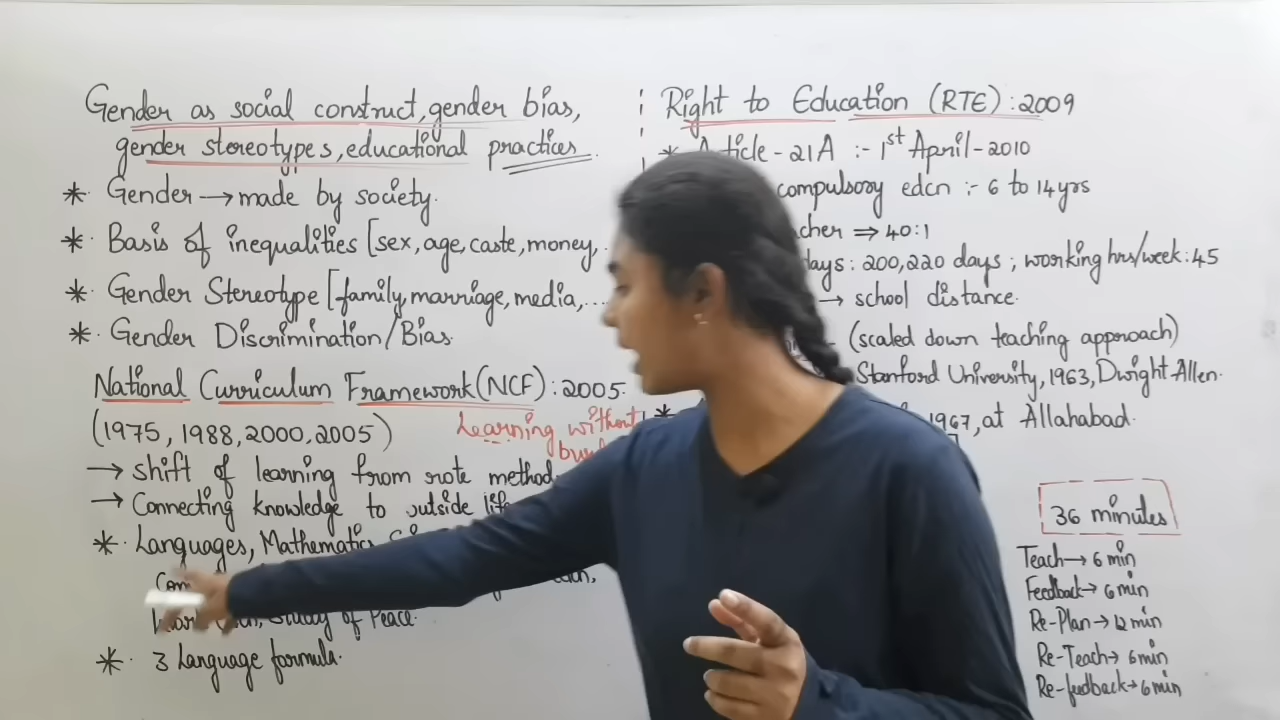 Gender as social construct, gender bias,
gender stereotypes, educational practices.
* Gender → made by society.
* Basis of inequalities [sex, age, caste, money, ..
* Gender Stereotype [family, marriage, media, ...
* Gender Discrimination/Bias.
National Curriculum Framework (NCF): 2005.
(1975, 1988, 2000, 2005)
Learning without
→ shift of learning from rote method
→ Connecting knowledge to outside
* Languages, Mathematics
Study of Peace.
* 3 Language formula.
Right to Education (RTE): 2009
* Article-21A :- 1st April-2010
compulsory edcn :- 6 to 14yrs
⇒ 40:1
days: 200,220 days ; working hrs/week: 45
→ school distance.
(scaled down teaching approach)
Stanford University, 1963, Dwight Allen.
*
1967, at Allahabad.
36 minutes
Teach → 6 min
Feedback → 6 min
Re-Plan → 12 min
Re-Teach → 6 min
Re-fudback → 6 min